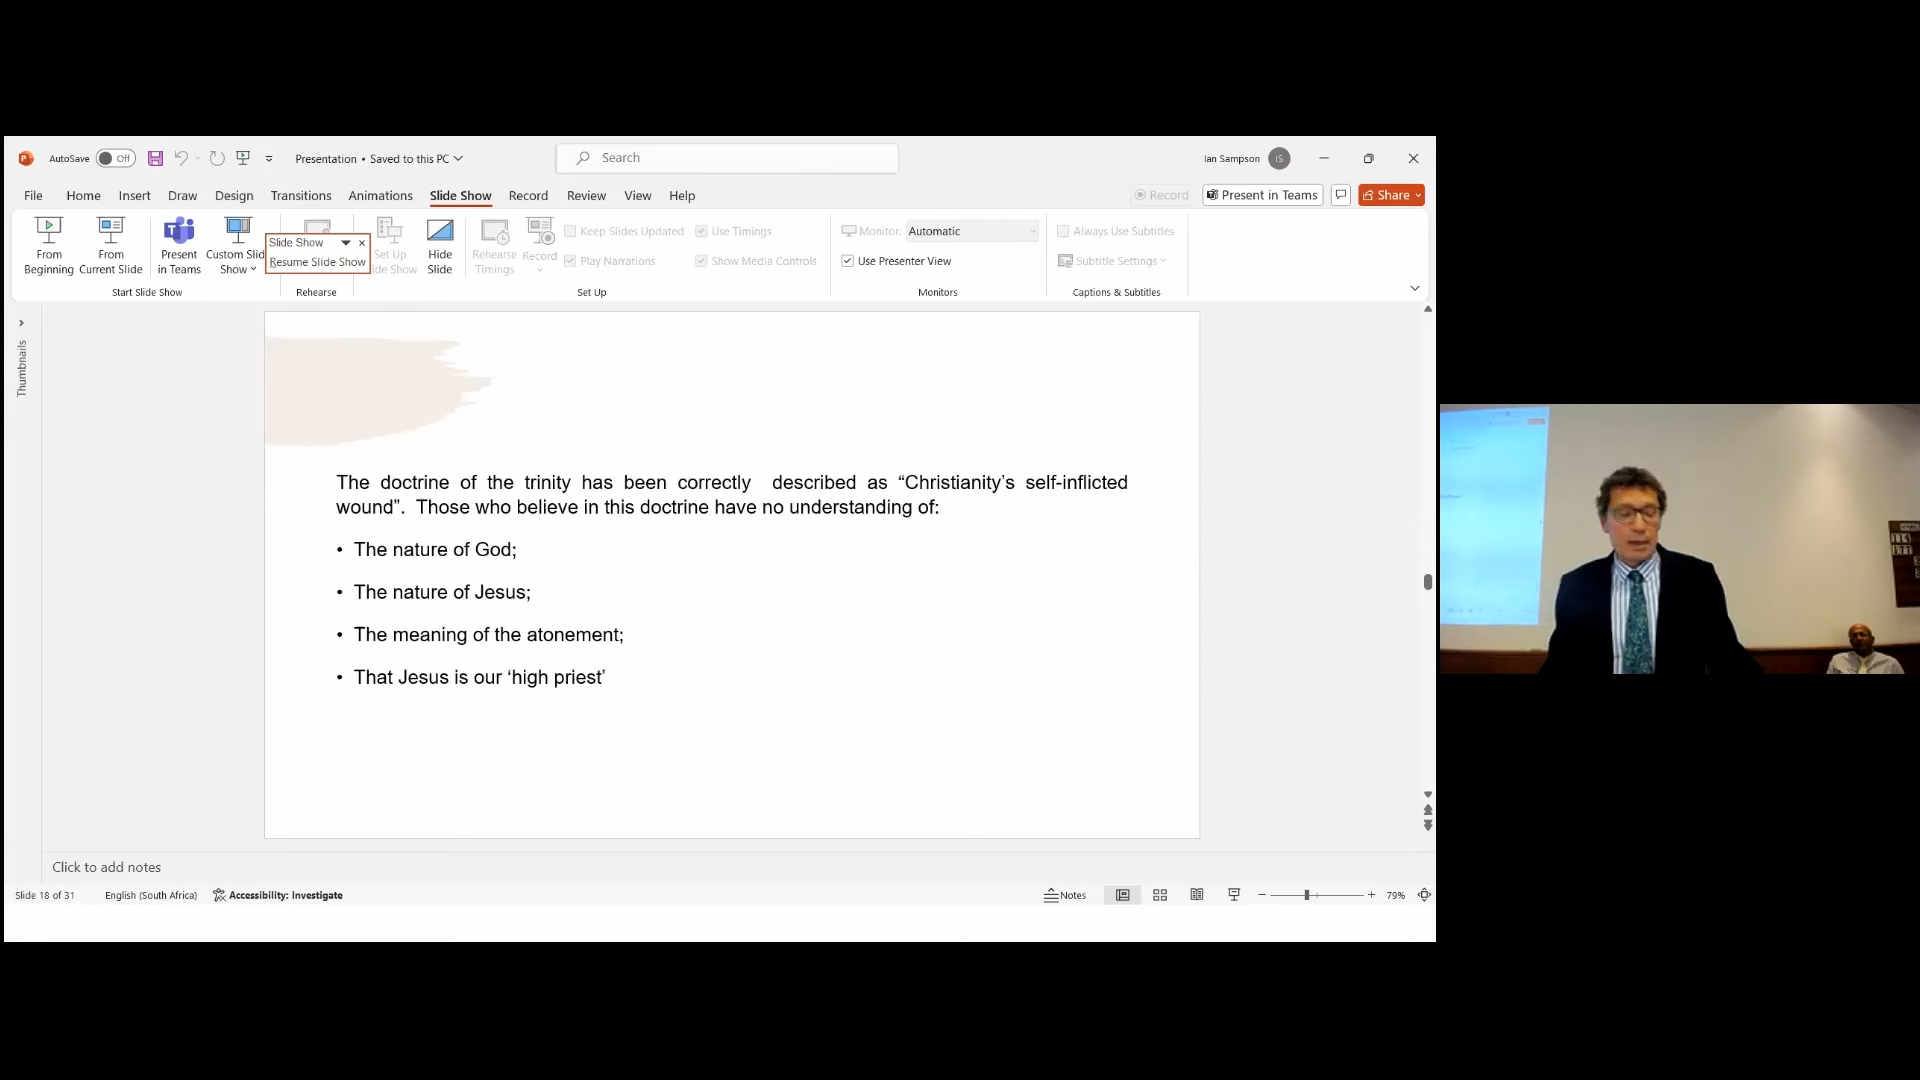 AutoSave Off Presentation • Saved to this PC Search Ian Sampson IS
File Home Insert Draw Design Transitions Animations Slide Show Record Review View Help Record Present in Teams Share
From Beginning
From Current Slide
Present in Teams
Custom Slid Show
Slide Show
Resume Slide Show
Set Up ide Show
Hide Slide
Rehearse Timings
Record
Keep Slides Updated
Play Narrations
Use Timings
Show Media Controls
Monitor: Automatic
Use Presenter View
Always Use Subtitles
Subtitle Settings
Start Slide Show Rehearse Set Up Monitors Captions & Subtitles
Thumbnails
The doctrine of the trinity has been correctly described as “Christianity’s self-inflicted
wound”. Those who believe in this doctrine have no understanding of:
• The nature of God;
• The nature of Jesus;
• The meaning of the atonement;
• That Jesus is our ‘high priest’
Click to add notes
Slide 18 of 31 English (South Africa) Accessibility: Investigate Notes 79%